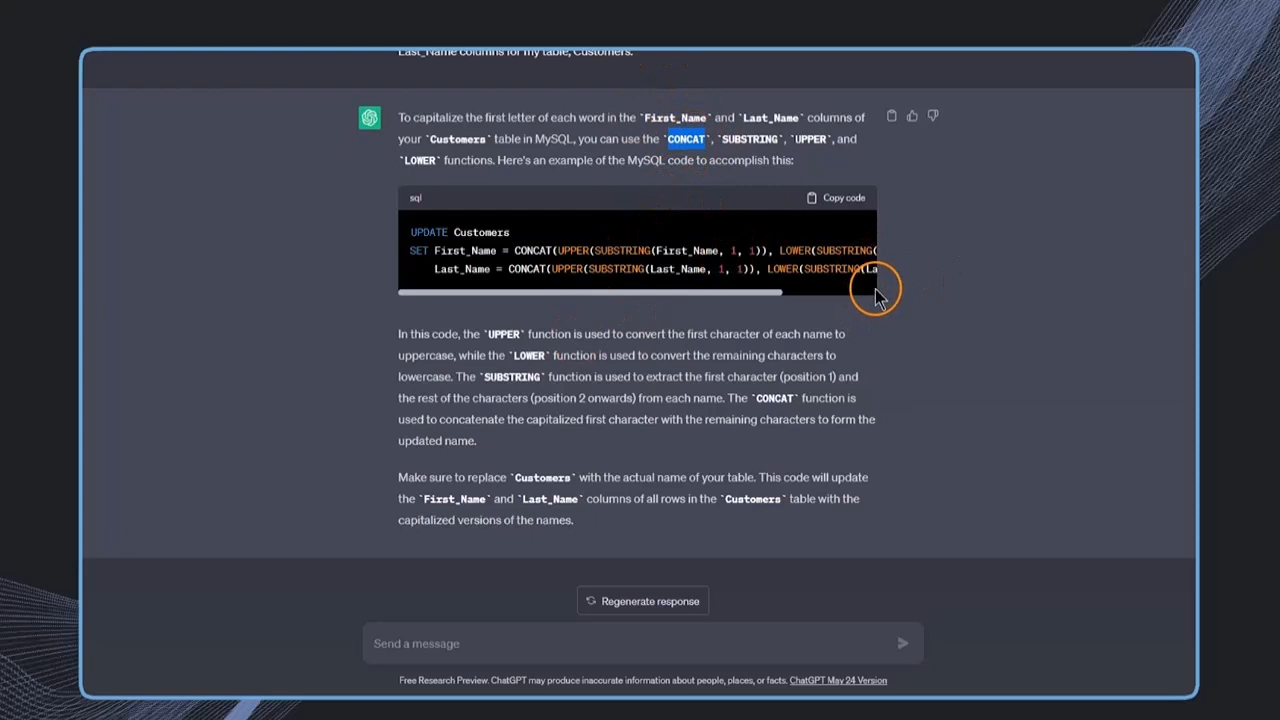 Last_Name columns for my table, Customers.
To capitalize the first letter of each word in the `First_Name` and `Last_Name` columns of
your `Customers` table in MySQL, you can use the `CONCAT`, `SUBSTRING`, `UPPER`, and
`LOWER` functions. Here's an example of the MySQL code to accomplish this:
sql
Copy code
UPDATE Customers
SET First_Name = CONCAT(UPPER(SUBSTRING(First_Name, 1, 1)), LOWER(SUBSTRING(
Last_Name = CONCAT(UPPER(SUBSTRING(Last_Name, 1, 1)), LOWER(SUBSTRING(La
In this code, the `UPPER` function is used to convert the first character of each name to
uppercase, while the `LOWER` function is used to convert the remaining characters to
lowercase. The `SUBSTRING` function is used to extract the first character (position 1) and
the rest of the characters (position 2 onwards) from each name. The `CONCAT` function is
used to concatenate the capitalized first character with the remaining characters to form the
updated name.
Make sure to replace `Customers` with the actual name of your table. This code will update
the `First_Name` and `Last_Name` columns of all rows in the `Customers` table with the
capitalized versions of the names.
Regenerate response
Send a message
Free Research Preview. ChatGPT may produce inaccurate information about people, places, or facts. ChatGPT May 24 Version